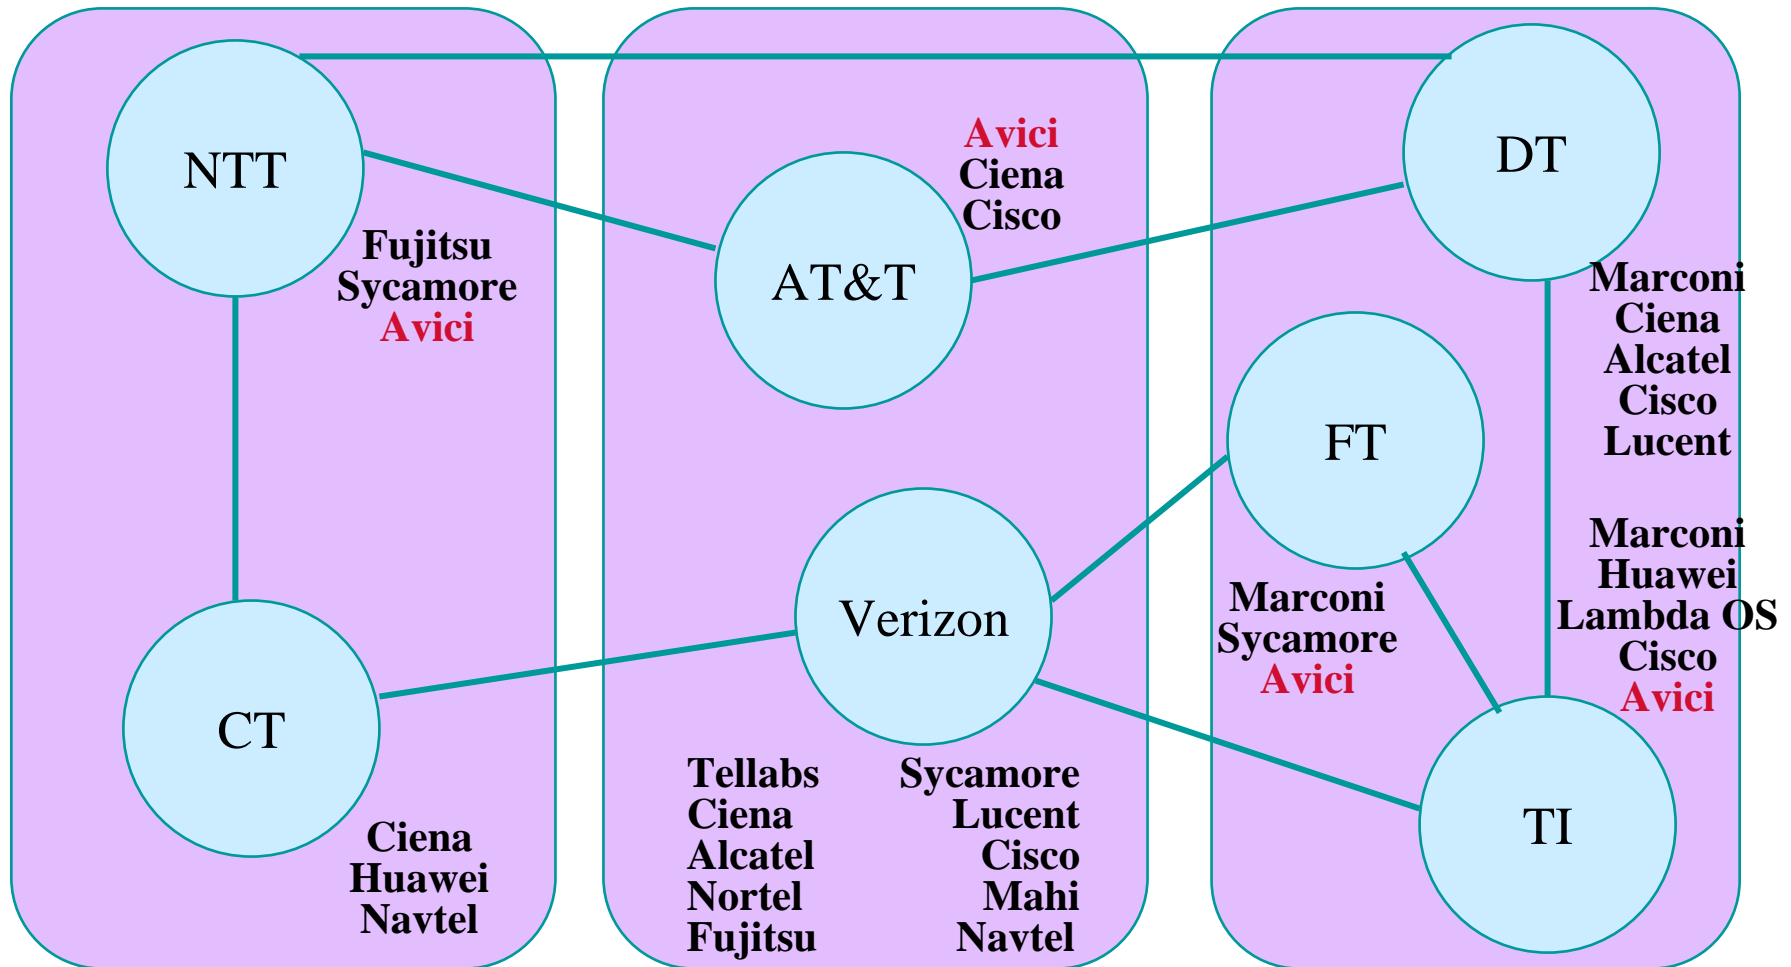 NTT
Fujitsu
Sycamore
Avici
CT
Ciena
Huawei
Navtel
Avici
Ciena
Cisco
AT&T
Verizon
Tellabs
Ciena
Alcatel
Nortel
Fujitsu
Sycamore
Lucent
Cisco
Mahi
Navtel
DT
Marconi
Ciena
Alcatel
Cisco
Lucent
FT
Marconi
Sycamore
Avici
Marconi
Huawei
Lambda OS
Cisco
Avici
TI